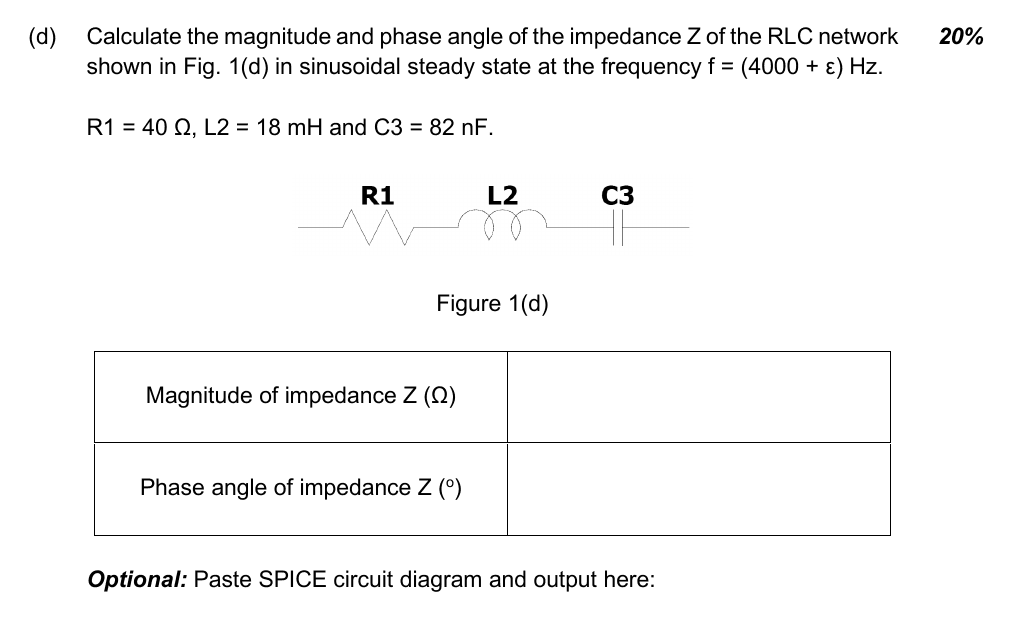 (d) Calculate the magnitude and phase angle of the impedance Z of the RLC network 20%
shown in Fig. 1(d) in sinusoidal steady state at the frequency f = (4000 + ε) Hz.
R1 = 40 Ω, L2 = 18 mH and C3 = 82 nF.
R1 L2 C3
Figure 1(d)
Magnitude of impedance Z (Ω)
Phase angle of impedance Z (º)
Optional: Paste SPICE circuit diagram and output here: